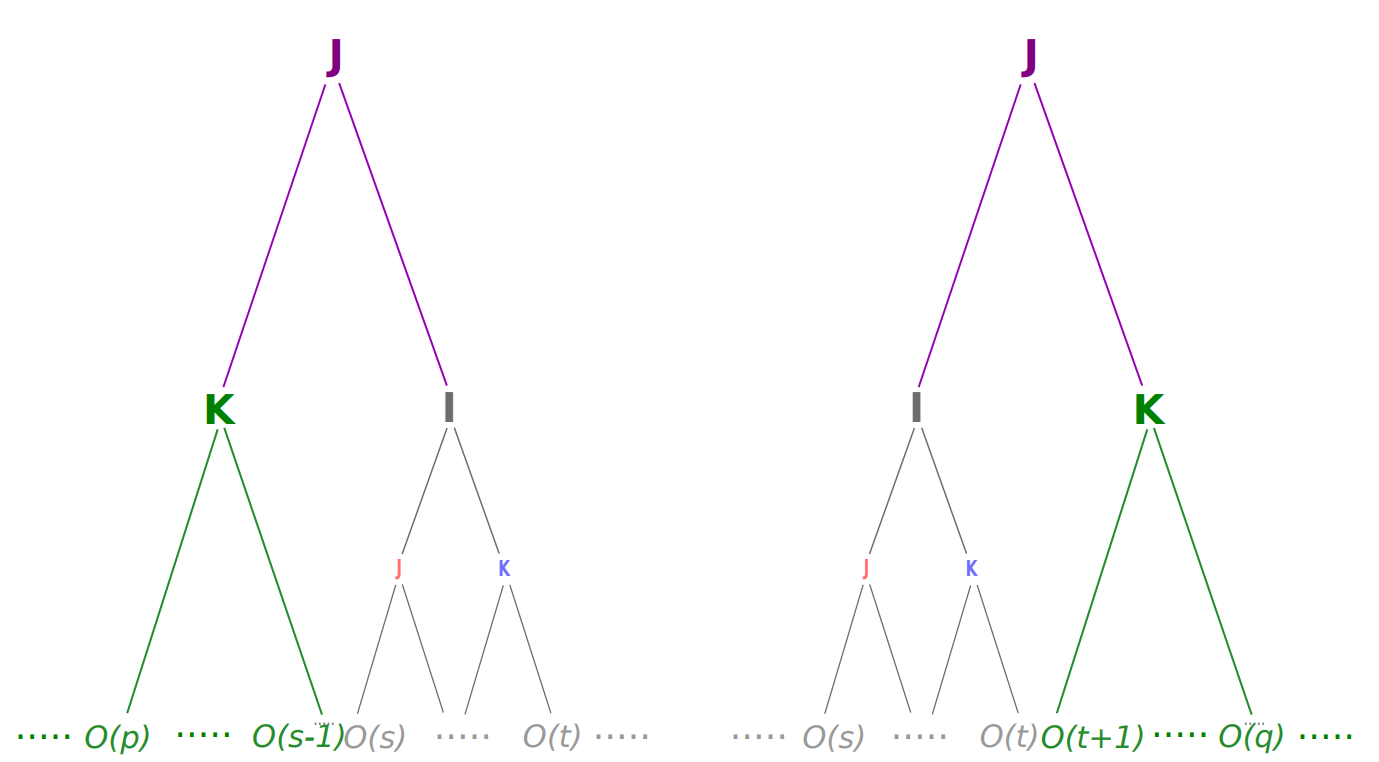 J J
K I I K
J K J K
..... O(p) ..... O(s-1) ..... O(s) ..... O(t) ..... ..... O(s) ..... O(t) O(t+1) ..... O(q) ..... .....